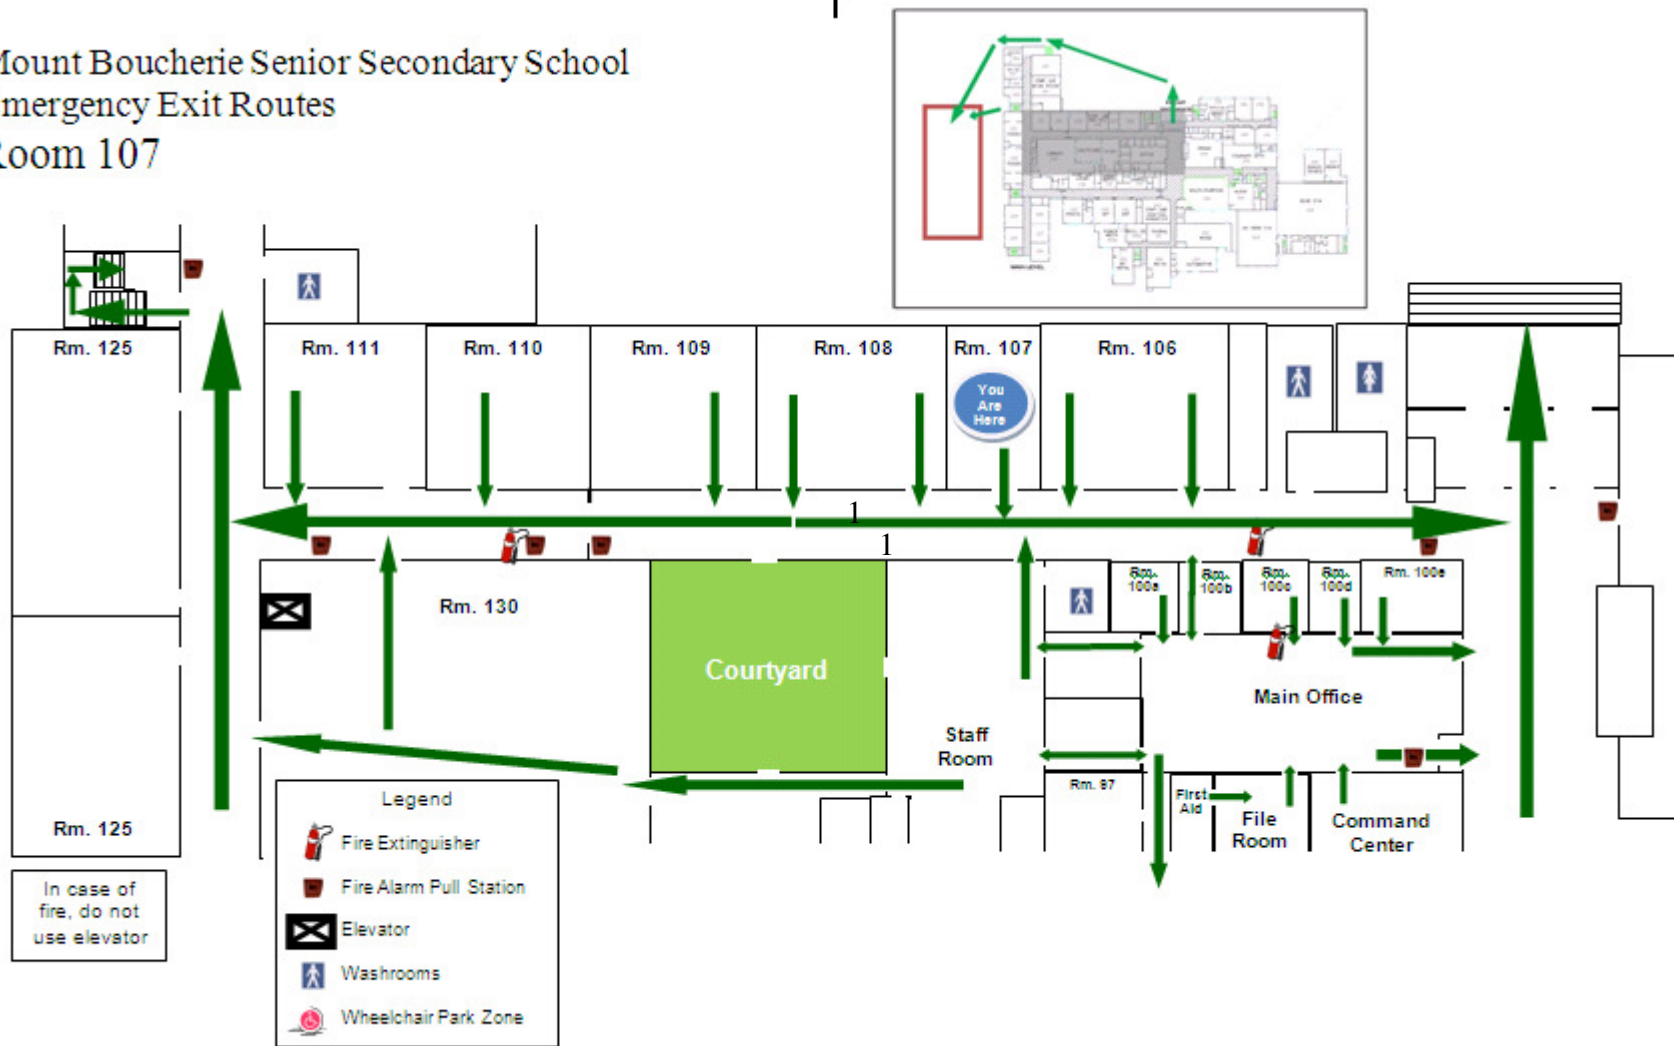 Mount Boucherie Senior Secondary School
Emergency Exit Routes
Room 107
MAIN LEVEL
Rm. 125
Rm. 111
Rm. 110
Rm. 109
Rm. 108
Rm. 107
Rm. 106
You
Are
Here
1
1
Rm. 130
Courtyard
Staff
Room
Rm.
100a
Rm.
100b
Rm.
100c
Rm.
100d
Rm. 100e
Main Office
Rm. 97
First
Aid
File
Room
Command
Center
Rm. 125
In case of
fire, do not
use elevator
Legend
Fire Extinguisher
Fire Alarm Pull Station
Elevator
Washrooms
Wheelchair Park Zone